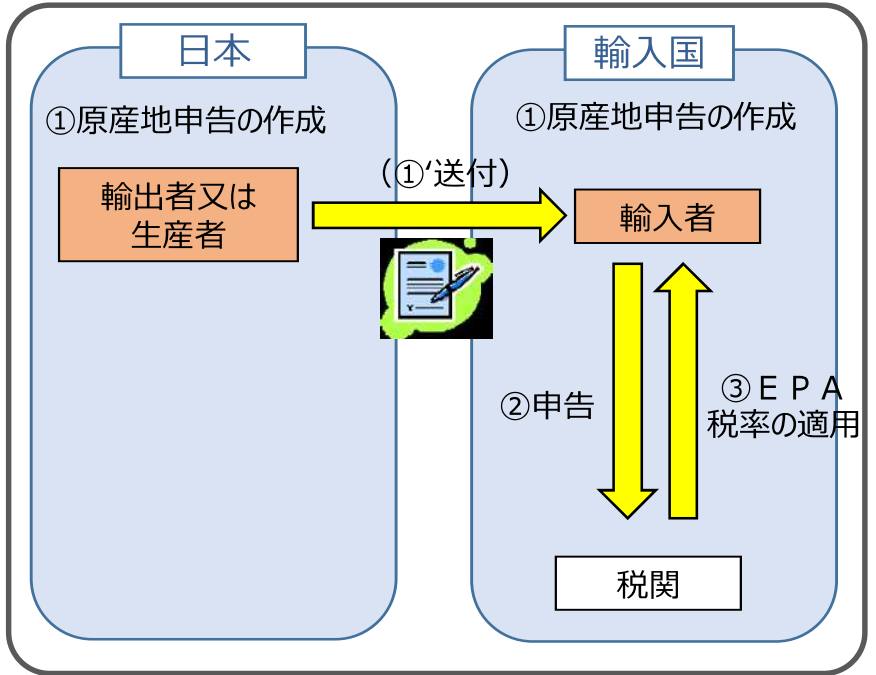 日本
①原産地申告の作成
輸出者又は
生産者
（①‘送付）
輸入国
①原産地申告の作成
輸入者
②申告
③ＥＰＡ
税率の適用
税関